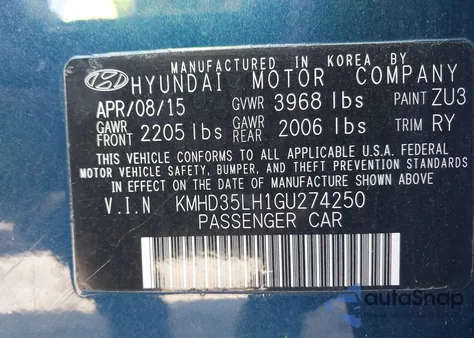 MANUFACTURED IN KOREA BY
HYUNDAI MOTOR COMPANY
APR/08/15 GVWR 3968 lbs PAINT ZU3
GAWR FRONT 2205 lbs GAWR REAR 2006 lbs TRIM RY
THIS VEHICLE CONFORMS TO ALL APPLICABLE U.S.A. FEDERAL
MOTOR VEHICLE SAFETY, BUMPER, AND THEFT PREVENTION STANDARDS
IN EFFECT ON THE DATE OF MANUFACTURE SHOWN ABOVE.
V.I.N KMHD35LH1GU274250
PASSENGER CAR
autoSnap